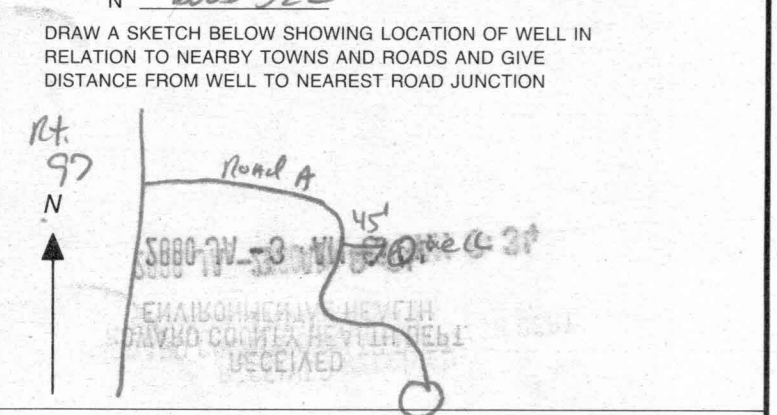 N
DRAW A SKETCH BELOW SHOWING LOCATION OF WELL IN
RELATION TO NEARBY TOWNS AND ROADS AND GIVE
DISTANCE FROM WELL TO NEAREST ROAD JUNCTION
Rt.
97
Road A
N
45'
well
ENVIRONMENTAL HEALTH
HOWARD COUNTY HEALTH DEPT.
RECEIVED